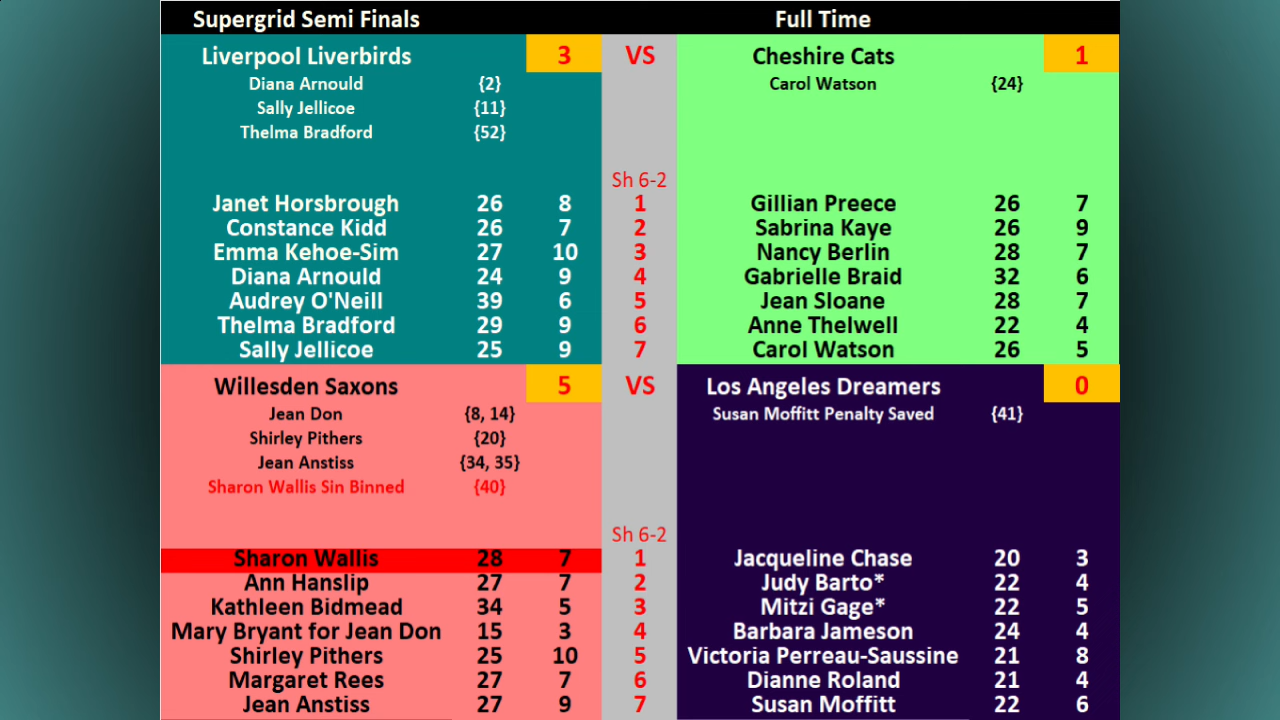 Supergrid Semi Finals Full Time
Liverpool Liverbirds 3 VS Cheshire Cats 1
Diana Arnould {2} Carol Watson {24}
Sally Jellicoe {11}
Thelma Bradford {52}
Sh 6-2
Janet Horsbrough 26 8 1 Gillian Preece 26 7
Constance Kidd 26 7 2 Sabrina Kaye 26 9
Emma Kehoe-Sim 27 10 3 Nancy Berlin 28 7
Diana Arnould 24 9 4 Gabrielle Braid 32 6
Audrey O'Neill 39 6 5 Jean Sloane 28 7
Thelma Bradford 29 9 6 Anne Thelwell 22 4
Sally Jellicoe 25 9 7 Carol Watson 26 5
Willesden Saxons 5 VS Los Angeles Dreamers 0
Jean Don {8, 14} Susan Moffitt Penalty Saved {41}
Shirley Pithers {20}
Jean Anstiss {34, 35}
Sharon Wallis Sin Binned {40}
Sh 6-2
Sharon Wallis 28 7 1 Jacqueline Chase 20 3
Ann Hanslip 27 7 2 Judy Barto* 22 4
Kathleen Bidmead 34 5 3 Mitzi Gage* 22 5
Mary Bryant for Jean Don 15 3 4 Barbara Jameson 24 4
Shirley Pithers 25 10 5 Victoria Perreau-Saussine 21 8
Margaret Rees 27 7 6 Dianne Roland 21 4
Jean Anstiss 27 9 7 Susan Moffitt 22 6